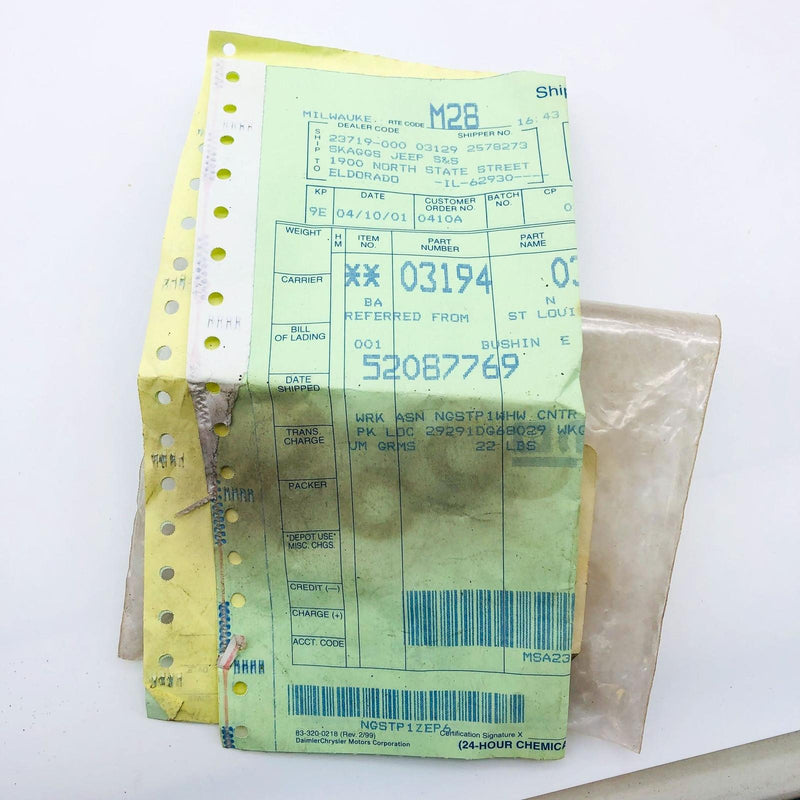 Ship
MILWAUKE. RTE CODE M28 16:43
DEALER CODE SHIPPER NO.
SHIP TO
23719-000 03129 2578273
SKAGGS JEEP S&S
1900 NORTH STATE STREET
ELDORADO -IL-62930----
KP DATE CUSTOMER ORDER NO. BATCH NO. CP
9E 04/10/01 0410A 0
WEIGHT HM ITEM NO. PART NUMBER PART NAME
CARRIER ** 03194 03
BA N
REFERRED FROM ST LOUI
BILL OF LADING
001 BUSHIN E
52087769
DATE SHIPPED
WRK ASN NGSTP1WHW CNTR
TRANS. CHARGE
PK LOC 29291DG68029 WKG
UM GRMS 22 LBS
PACKER
*DEPOT USE*
MISC. CHGS.
CREDIT (—)
CHARGE (+)
ACCT. CODE
MSA23
NGSTP1ZEP6
83-320-0218 (Rev. 2/99) Certification Signature X
DaimlerChrysler Motors Corporation (24-HOUR CHEMICA